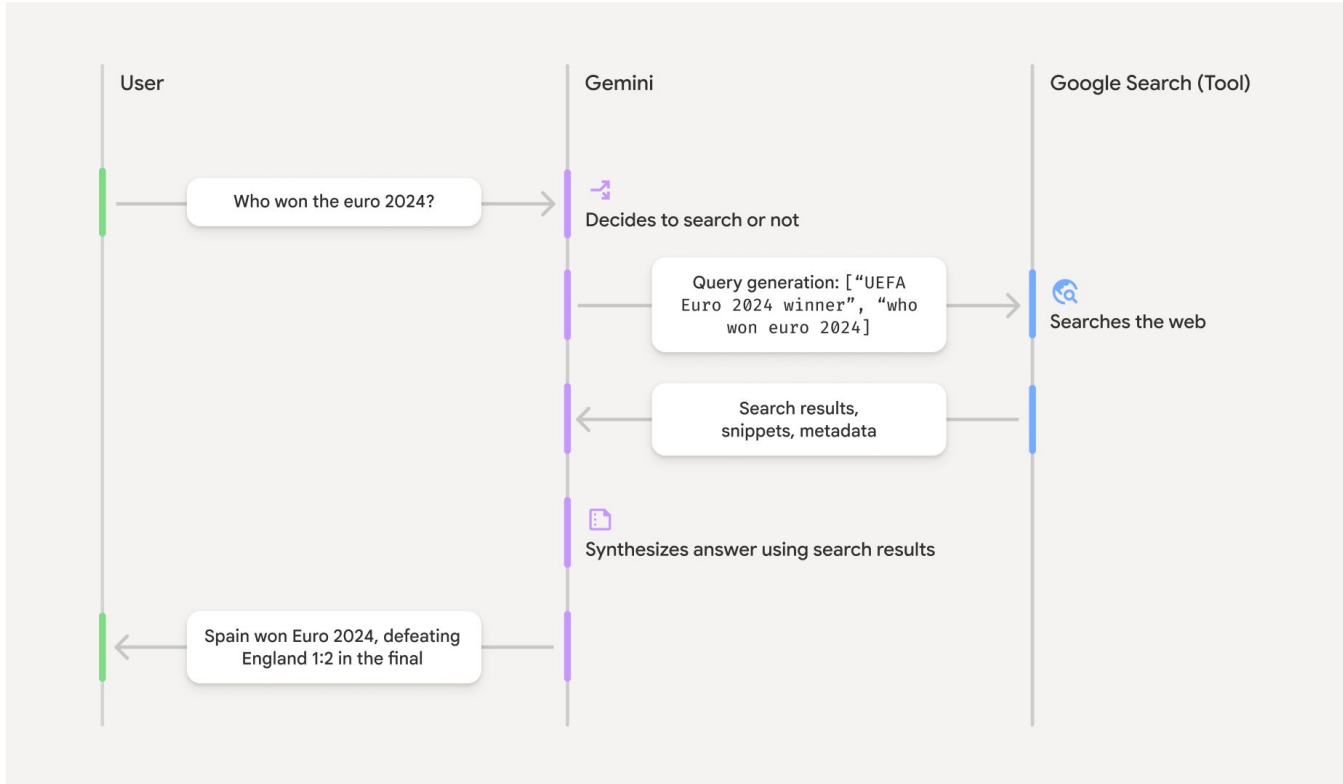 User
Gemini
Google Search (Tool)
Who won the euro 2024?
Decides to search or not
Query generation: [“UEFA
Euro 2024 winner”, “who
won euro 2024]
Searches the web
Search results,
snippets, metadata
Synthesizes answer using search results
Spain won Euro 2024, defeating
England 1:2 in the final